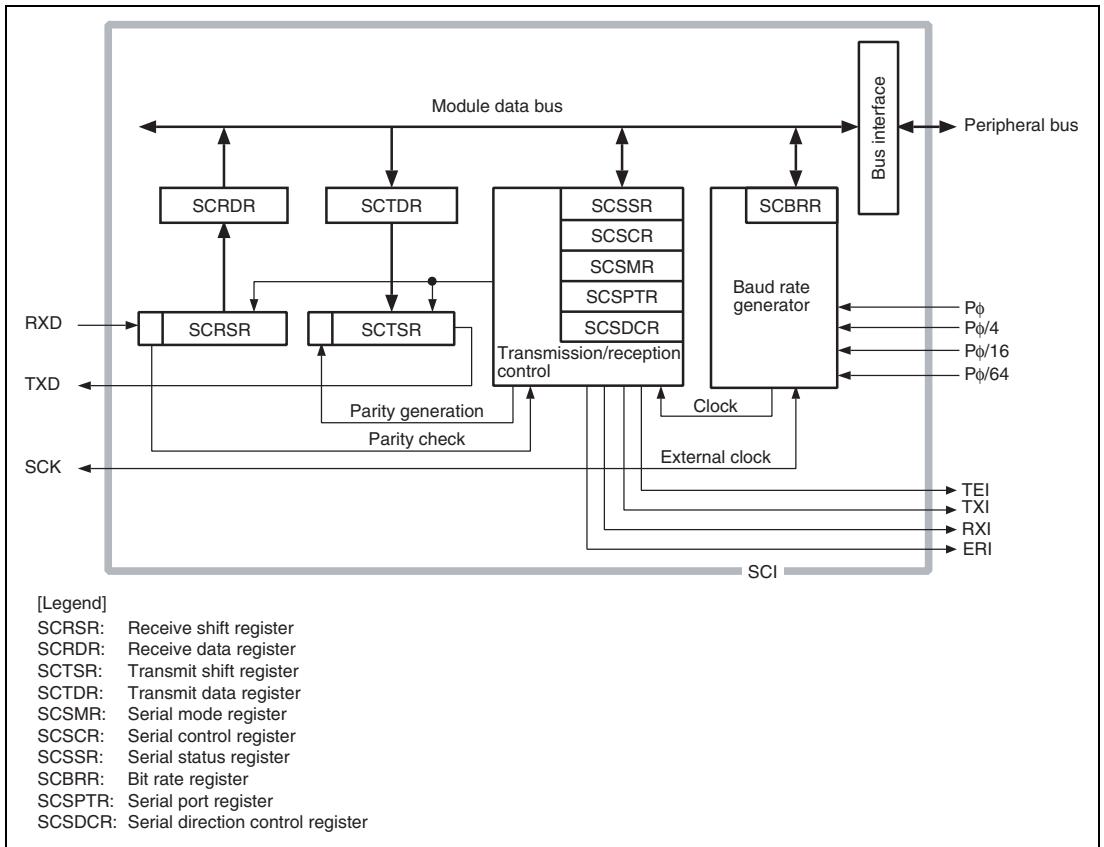 Module data bus
Bus interface
Peripheral bus
SCRDR
SCTDR
SCSSR
SCBRR
SCSCR
SCSMR
Baud rate
generator
SCSPTR
Pϕ
RXD
SCRSR
SCTSR
SCSDCR
Pϕ/4
Transmission/reception
control
Pϕ/16
Pϕ/64
TXD
Parity generation
Clock
Parity check
SCK
External clock
TEI
TXI
RXI
ERI
SCI
[Legend]
SCRSR: Receive shift register
SCRDR: Receive data register
SCTSR: Transmit shift register
SCTDR: Transmit data register
SCSMR: Serial mode register
SCSCR: Serial control register
SCSSR: Serial status register
SCBRR: Bit rate register
SCSPTR: Serial port register
SCSDCR: Serial direction control register